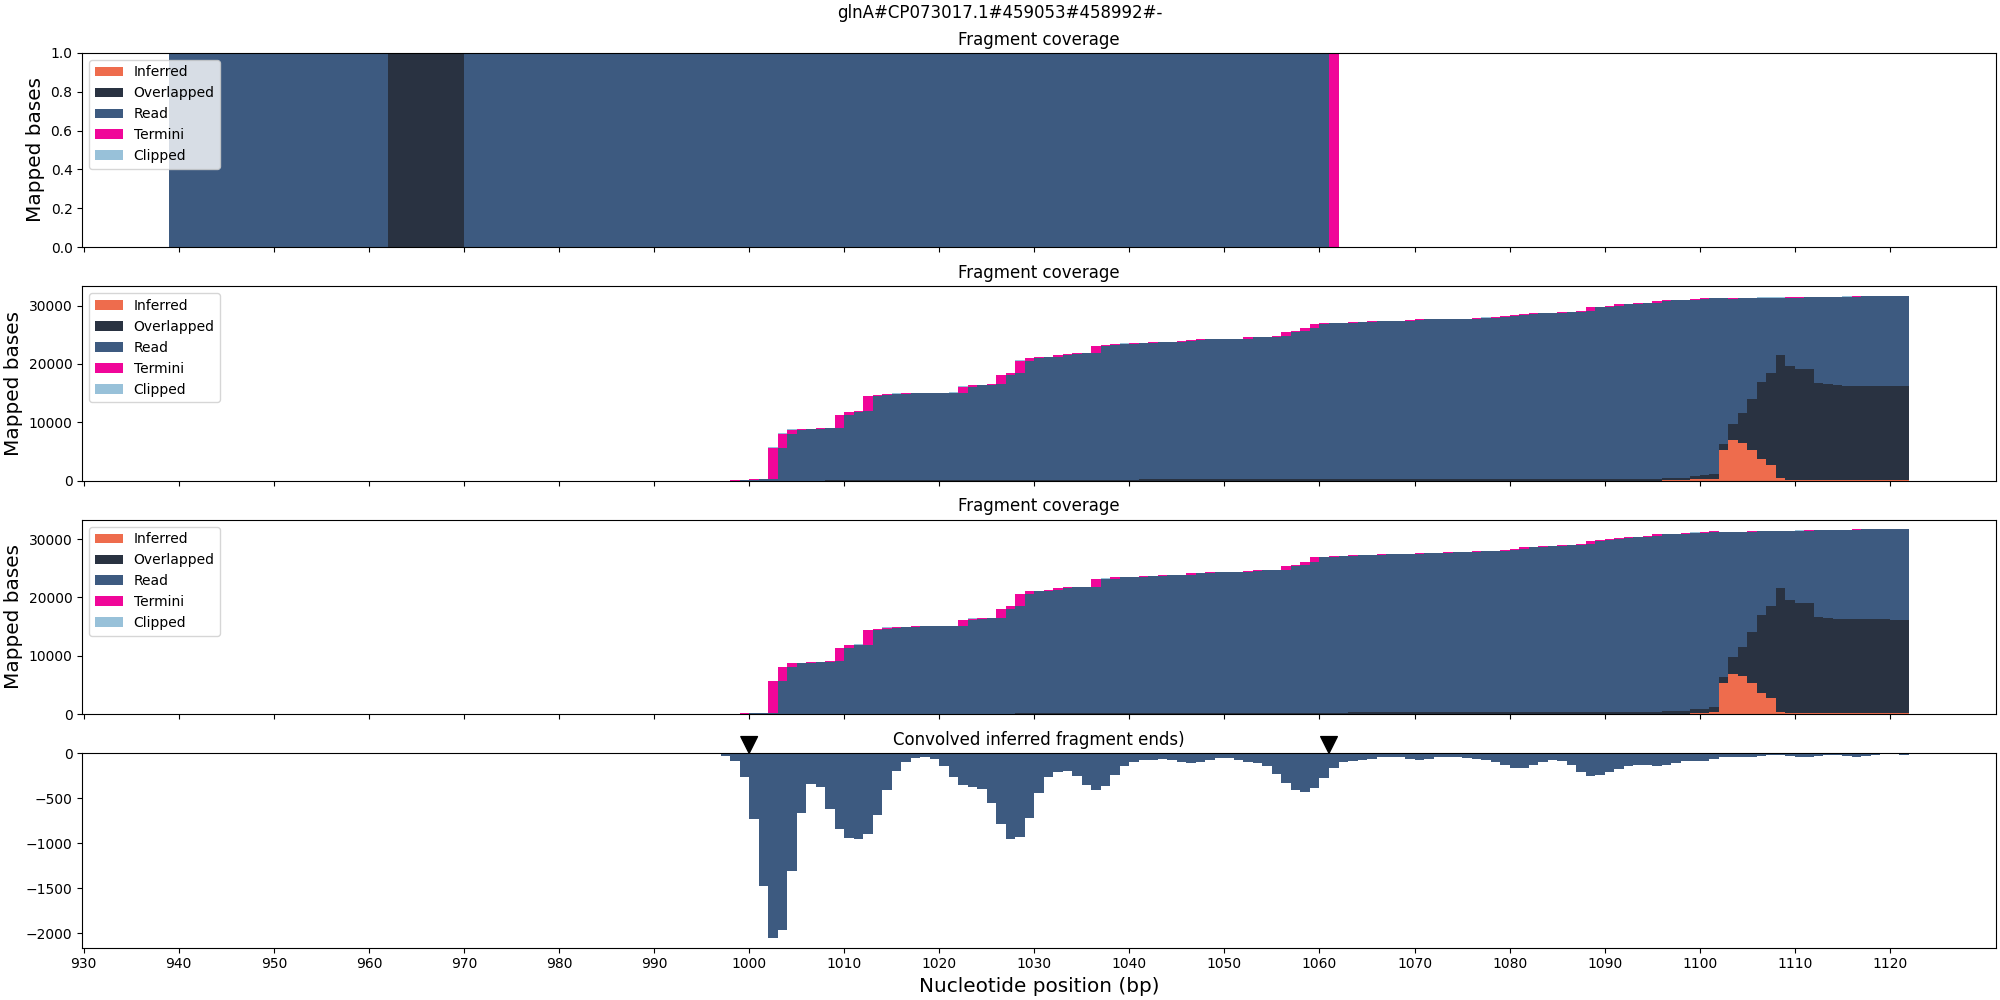 glnA#CP073017.1#459053#458992#-
Fragment coverage
Mapped bases
1.0
0.8
0.6
0.4
0.2
0.0
Inferred
Overlapped
Read
Termini
Clipped
Fragment coverage
Mapped bases
30000
20000
10000
0
Inferred
Overlapped
Read
Termini
Clipped
Fragment coverage
Mapped bases
30000
20000
10000
0
Inferred
Overlapped
Read
Termini
Clipped
Convolved inferred fragment ends)
0
−500
−1000
−1500
−2000
930 940 950 960 970 980 990 1000 1010 1020 1030 1040 1050 1060 1070 1080 1090 1100 1110 1120
Nucleotide position (bp)